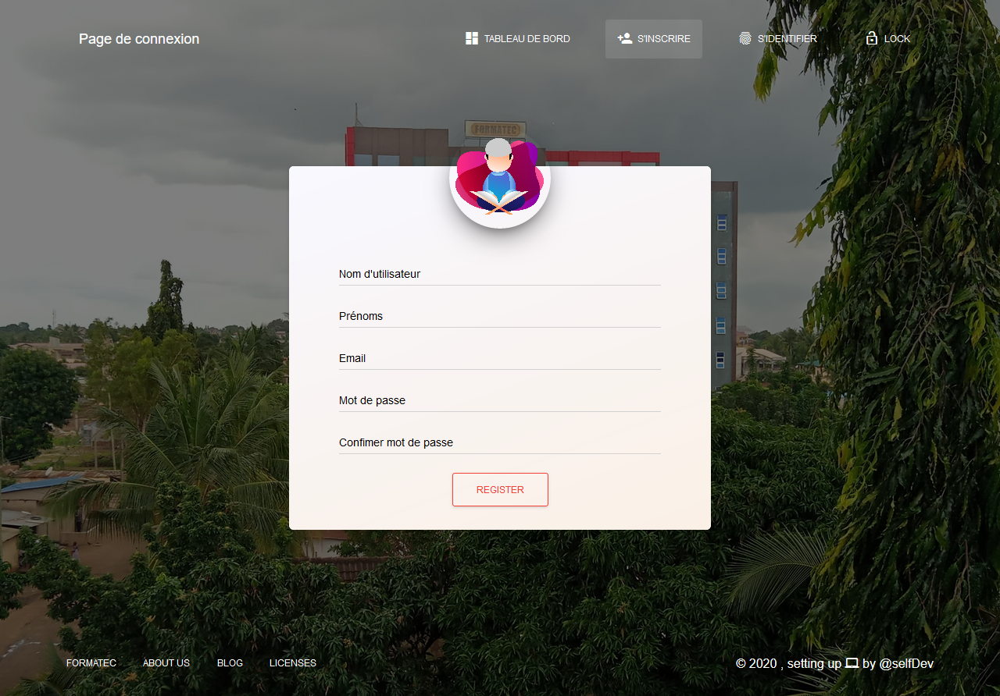 Page de connexion
TABLEAU DE BORD
S'INSCRIRE
S'IDENTIFIER
LOCK
FORMATEC
Nom d'utilisateur
Prénoms
Email
Mot de passe
Confimer mot de passe
REGISTER
FORMATEC
ABOUT US
BLOG
LICENSES
© 2020 , setting up by @selfDev